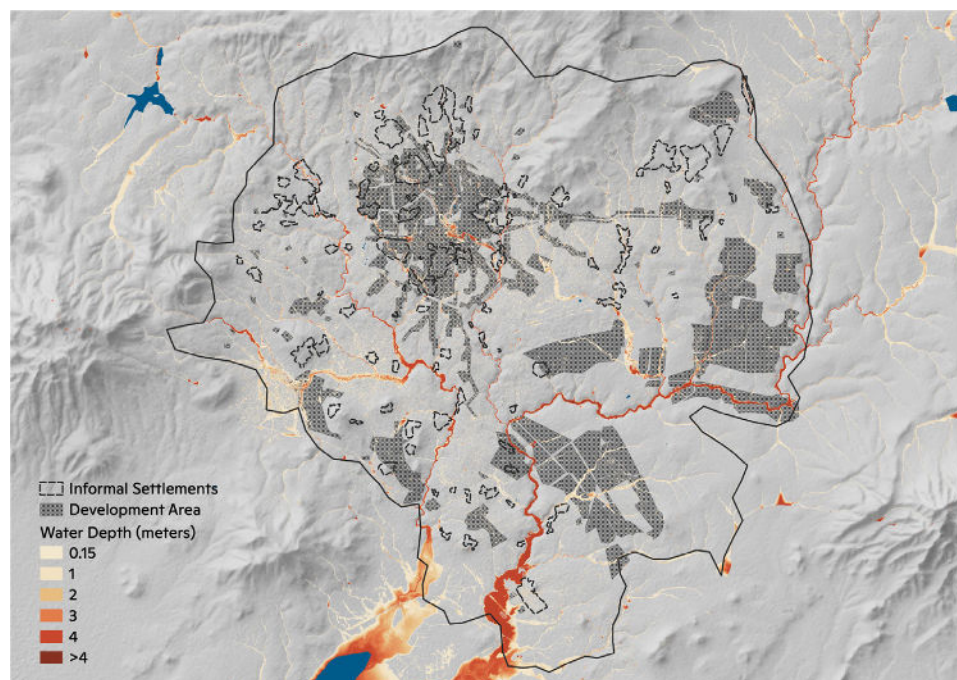 Informal Settlements
Development Area
Water Depth (meters)
0.15
1
2
3
4
>4